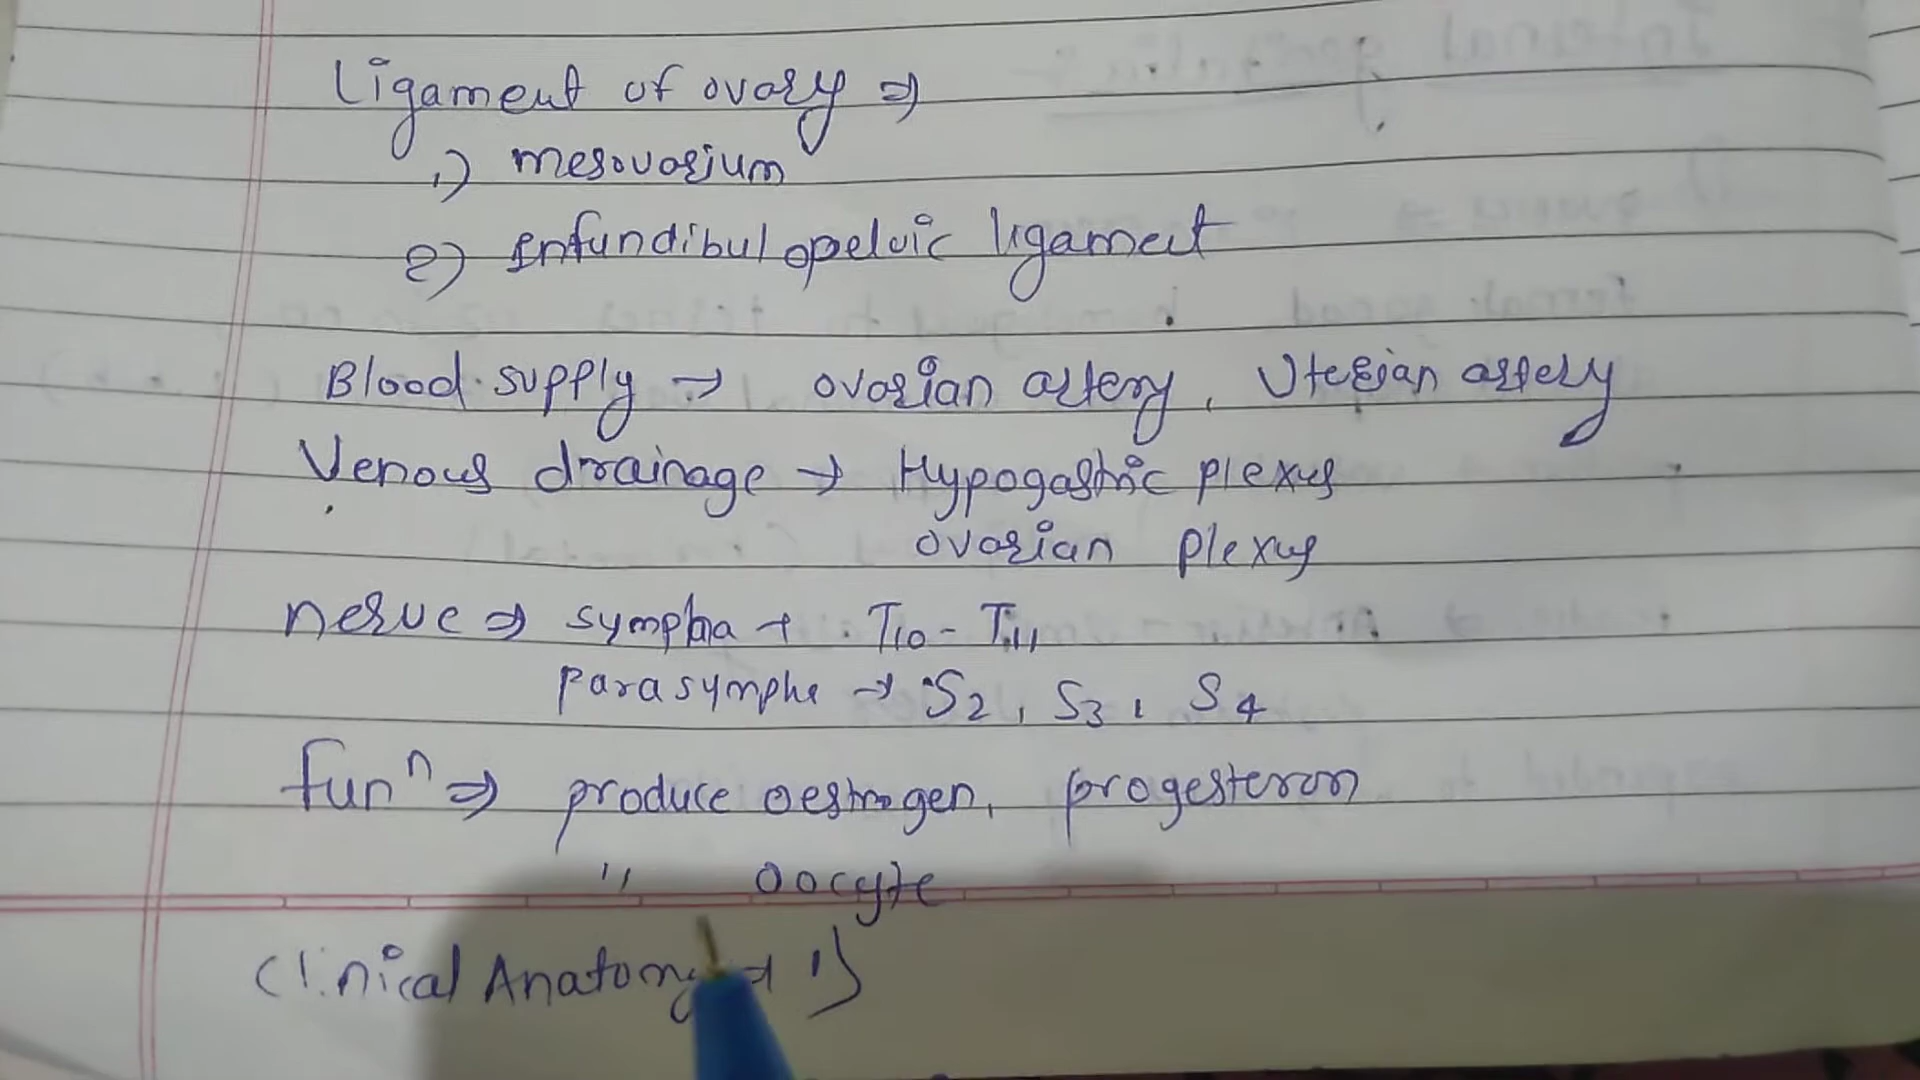 Ligament of ovary ⇒
1) mesovarium
2) Infundibulopelvic ligament
Blood supply → ovarian artery, Uterian artery
Venous drainage → Hypogastric plexus
ovarian plexus
nerve ⇒ sympha → T10 - T11
parasymphe → S2, S3, S4
funⁿ ⇒ produce oestrogen, progesteron
" oocyte
Clinical Anatomy → 1)